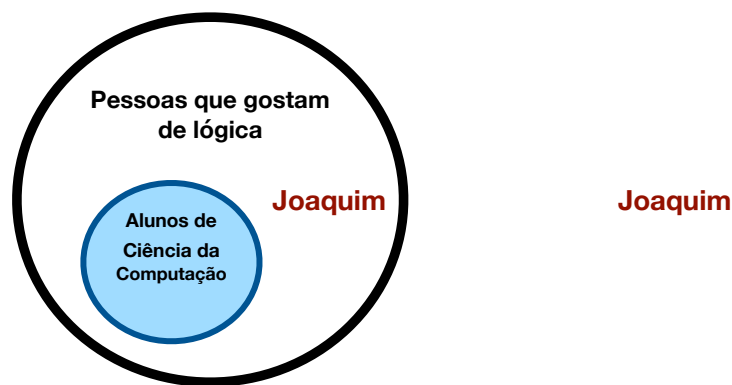 Pessoas que gostam
de lógica
Joaquim
Joaquim
Alunos de
Ciência da
Computação